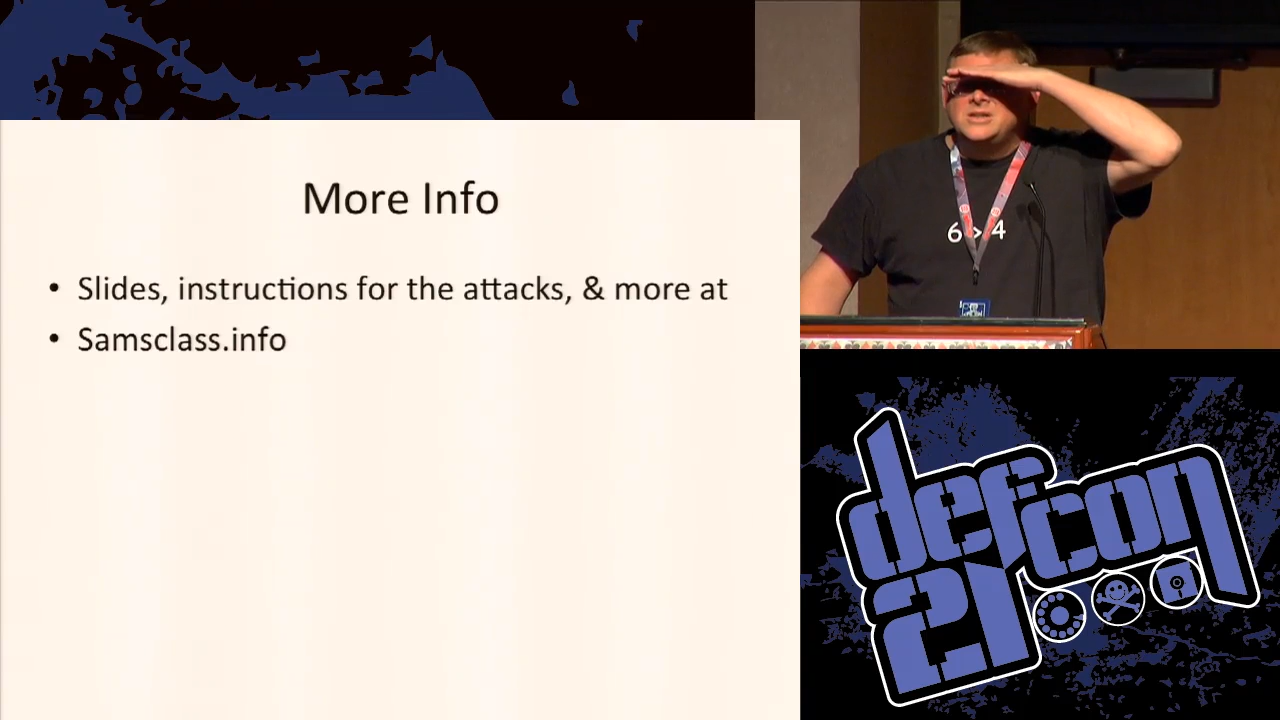 More Info
• Slides, instructions for the attacks, & more at
• Samsclass.info
6 > 4
defcon
21